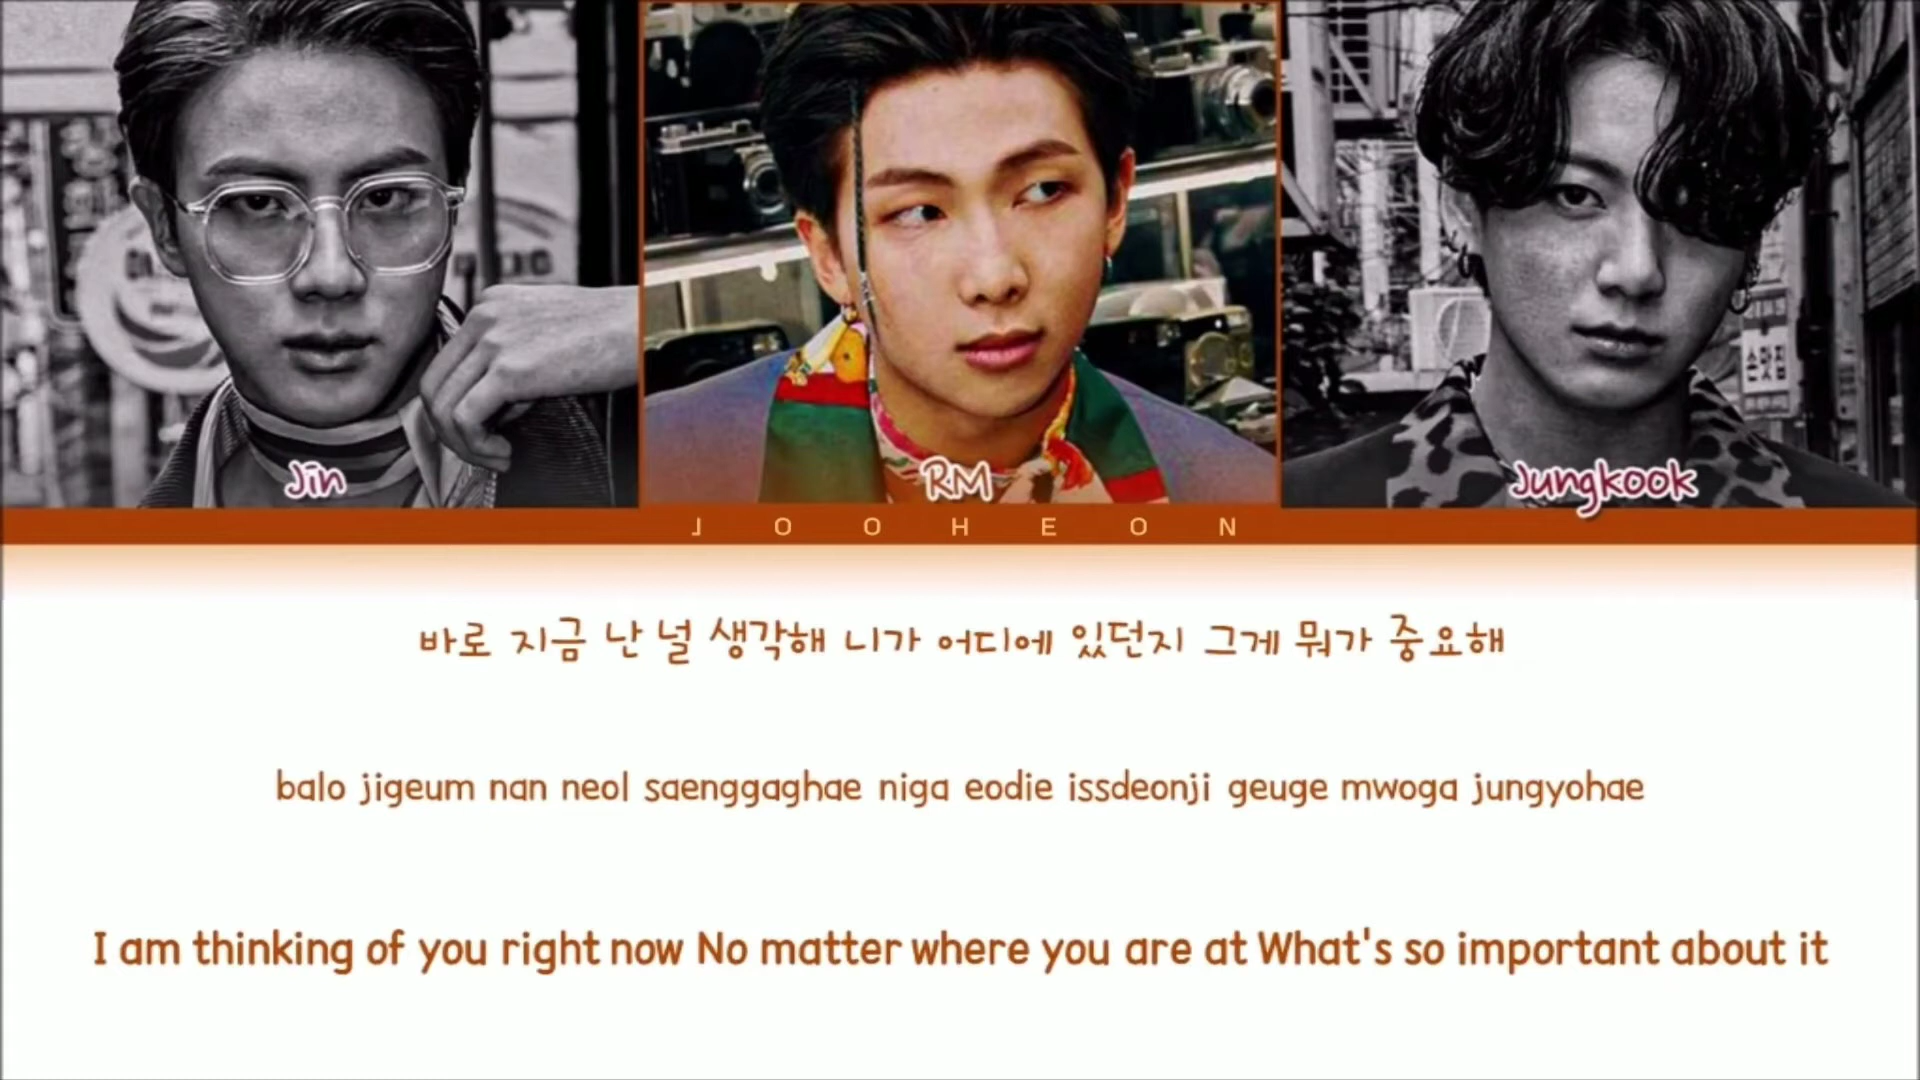 Jin
RM
Jungkook
JOOHEON
바로 지금 난 널 생각해 니가 어디에 있던지 그게 뭐가 중요해
balo jigeum nan neol saenggaghae niga eodie issdeonji geuge mwoga jungyohae
I am thinking of you right now No matter where you are at What's so important about it